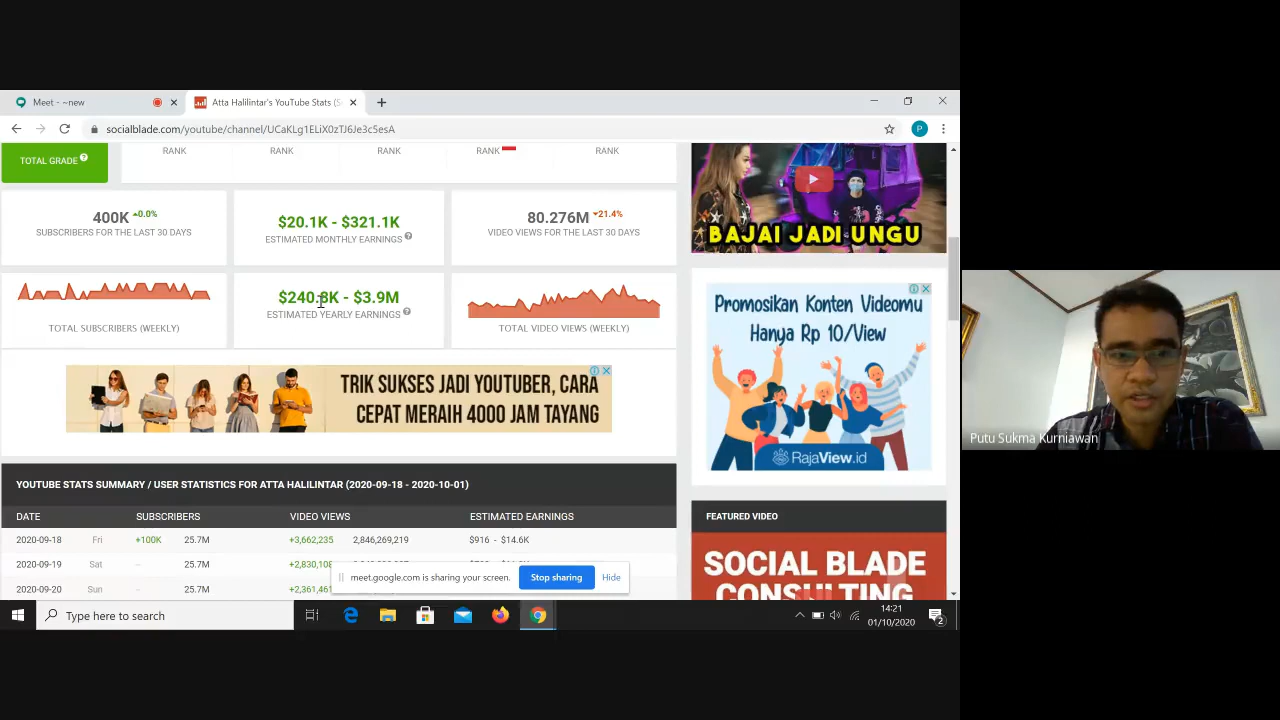 Meet - ~new
Atta Halilintar's YouTube Stats (S
socialblade.com/youtube/channel/UCaKLg1ELiX0zTJ6Je3c5esA
P
TOTAL GRADE ?
RANK RANK RANK RANK RANK
400K 0.0%
SUBSCRIBERS FOR THE LAST 30 DAYS
$20.1K - $321.1K
ESTIMATED MONTHLY EARNINGS ?
80.276M 21.4%
VIDEO VIEWS FOR THE LAST 30 DAYS
TOTAL SUBSCRIBERS (WEEKLY)
$240.8K - $3.9M
ESTIMATED YEARLY EARNINGS ?
TOTAL VIDEO VIEWS (WEEKLY)
TRIK SUKSES JADI YOUTUBER, CARA
CEPAT MERAIH 4000 JAM TAYANG
YOUTUBE STATS SUMMARY / USER STATISTICS FOR ATTA HALILINTAR (2020-09-18 - 2020-10-01)
DATE SUBSCRIBERS VIDEO VIEWS ESTIMATED EARNINGS
2020-09-18 Fri +100K 25.7M +3,662,235 2,846,269,219 $916 - $14.6K
2020-09-19 Sat -- 25.7M +2,830,108
2020-09-20 Sun -- 25.7M +2,361,461
BAJAI JADI UNGU
Promosikan Konten Videomu
Hanya Rp 10/View
RajaView.id
FEATURED VIDEO
SOCIAL BLADE
CONSULTING
meet.google.com is sharing your screen.
Stop sharing
Hide
Type here to search
14:21
01/10/2020
2
Putu Sukma Kurniawan